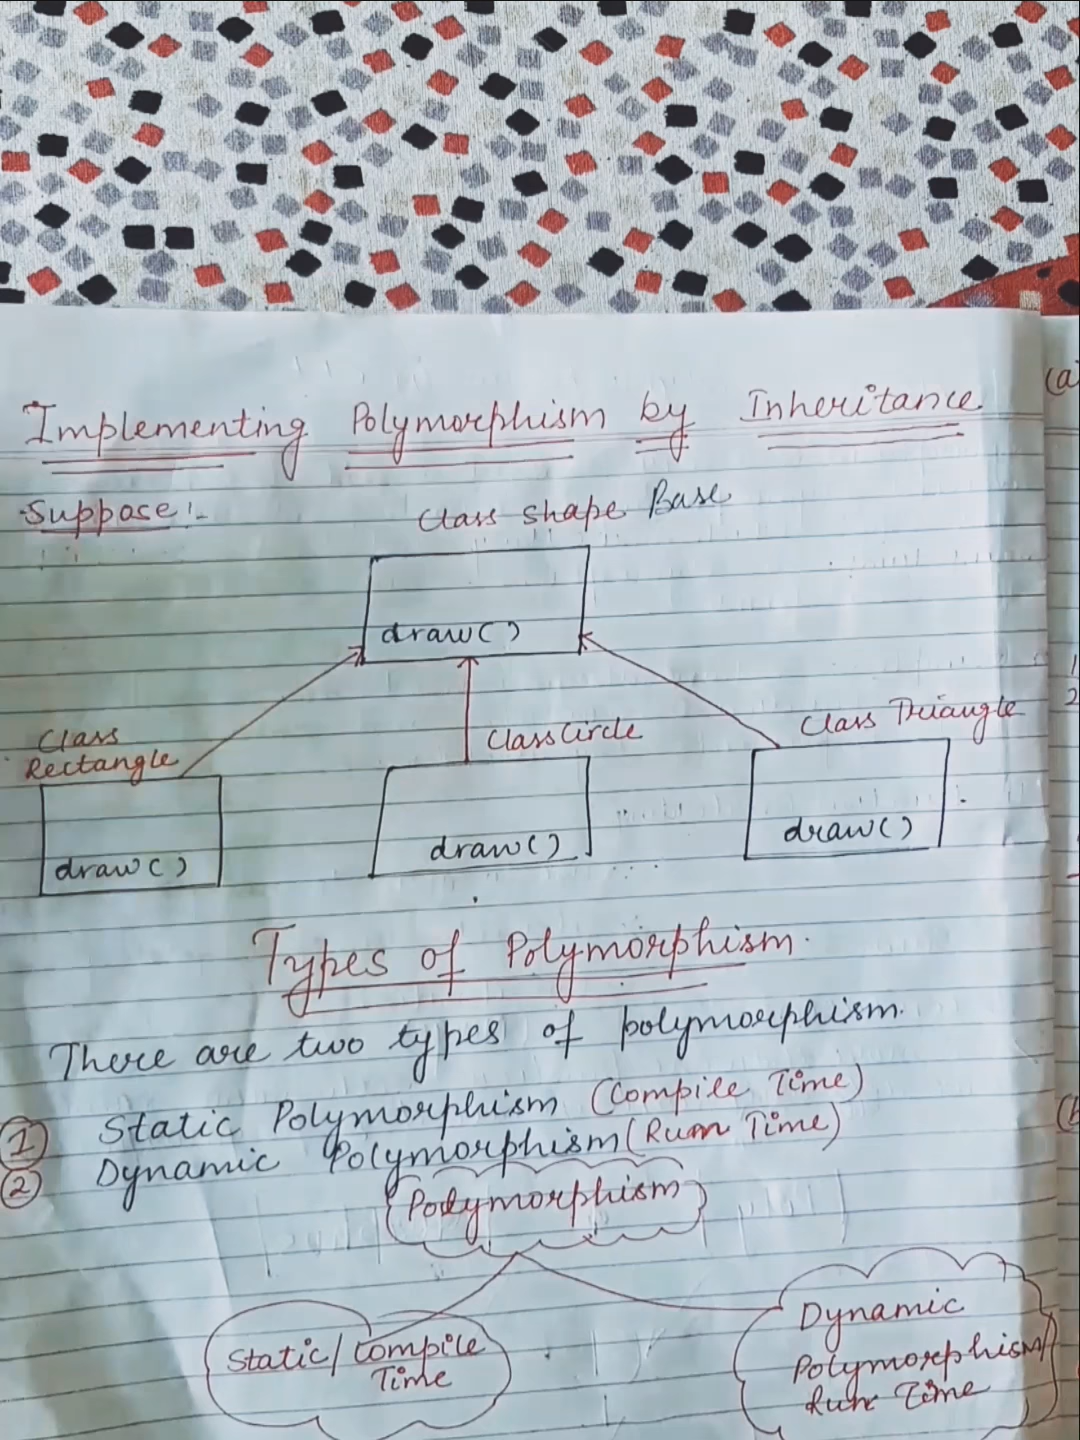 Implementing Polymorphism by Inheritance
Suppose:-
Class Shape Base
draw()
Class
Rectangle
Class Circle
Class Triangle
draw()
draw()
draw()
Types of Polymorphism.
There are two types of polymorphism.
1 Static Polymorphism (Compile Time)
2 Dynamic Polymorphism (Run Time)
Polymorphism
Static/Compile
Time
Dynamic
Polymorphism/
Run Time
(a)
1
2
(b